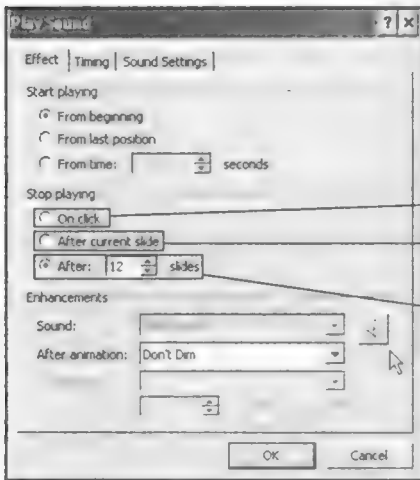 Play Sound
Effect Timing Sound Settings
Start playing
From beginning
From last position
From time: seconds
Stop playing
On click
After current slide
After: 12 slides
Enhancements
Sound:
After animation: Don't Dim
OK Cancel